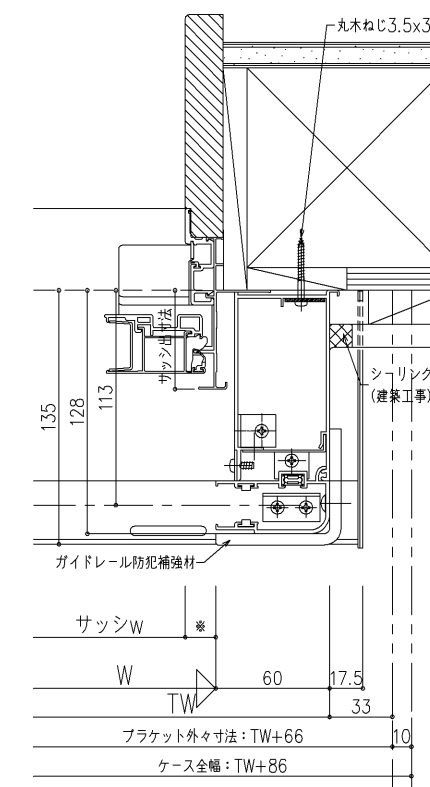 丸木ねじ3.5x3
サッシ出寸法
シーリング
(建築工事)
135
128
113
ガイドレール防犯補強材
サッシW
※
W
60
17.5
TW
33
ブラケット外々寸法：TW+66
10
ケース全幅：TW+86